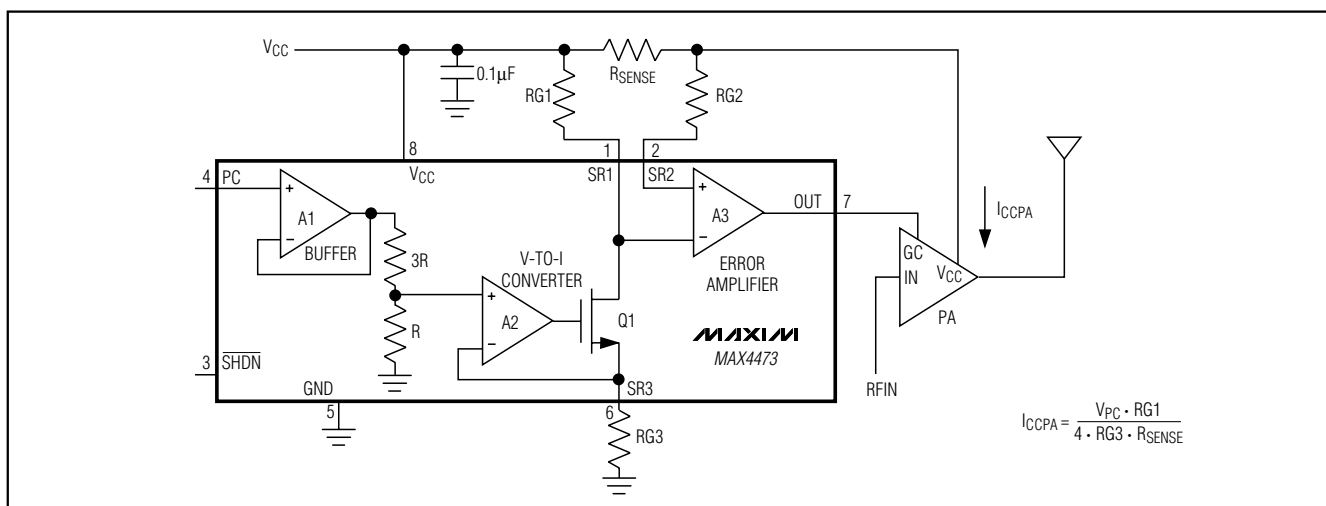 VCC
0.1µF
RG1
RSENSE
RG2
8
VCC
1
SR1
2
SR2
4 PC
+
A1
−
BUFFER
3R
R
V-TO-I
CONVERTER
+
A2
−
Q1
+
A3
−
ERROR
AMPLIFIER
OUT 7
MAXIM
MAX4473
3 SHDN
GND
5
SR3
6
RG3
ICCPA
GC
IN
VCC
PA
RFIN
ICCPA = VPC · RG1
4 · RG3 · RSENSE